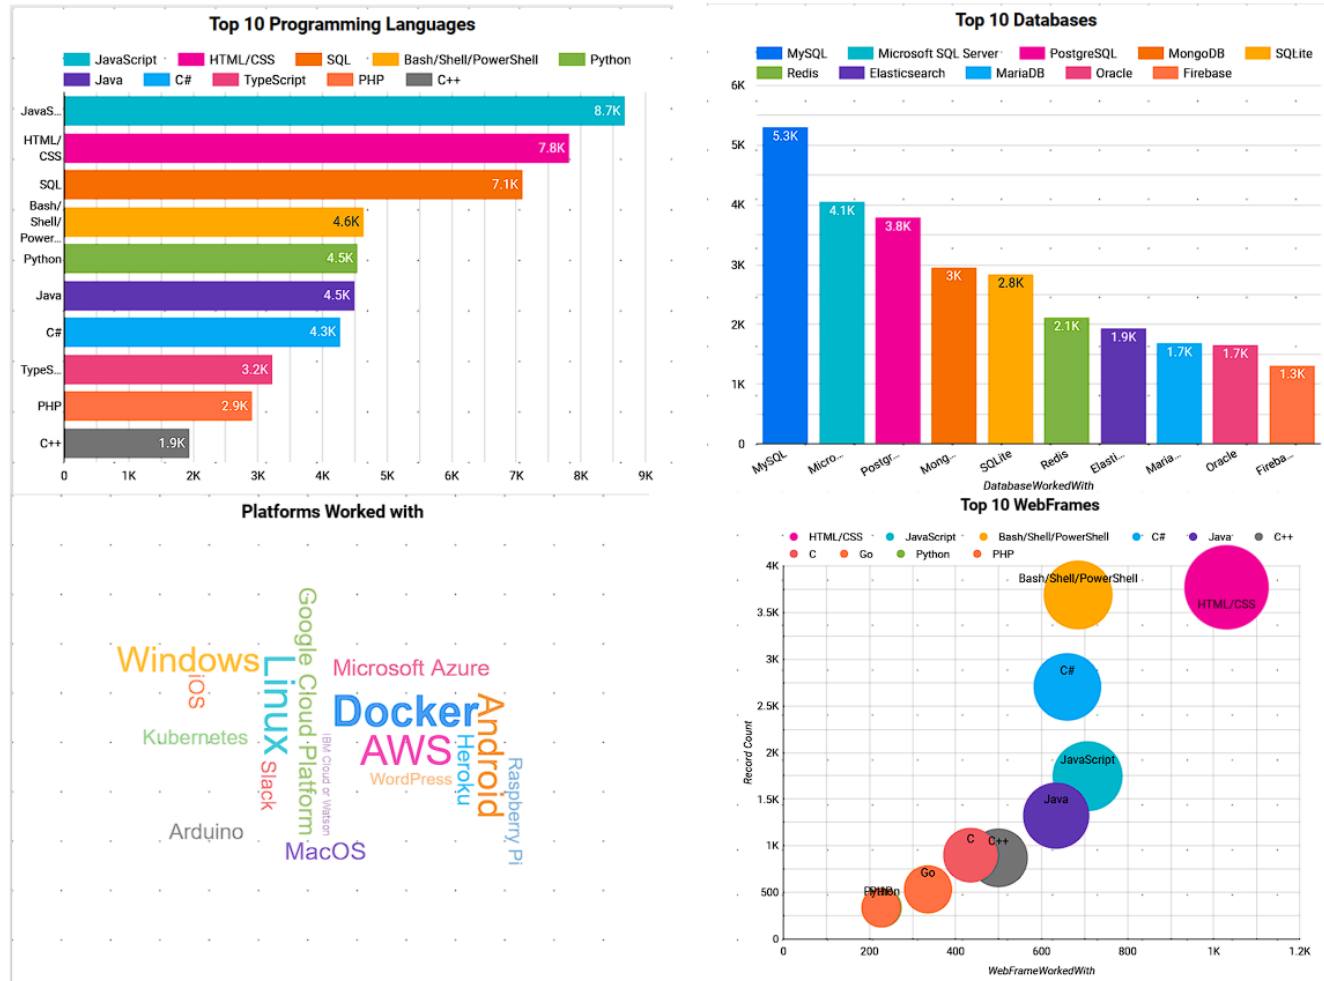 Top 10 Programming Languages
JavaScript HTML/CSS SQL Bash/Shell/PowerShell Python
Java C# TypeScript PHP C++
JavaS... 8.7K
HTML/
CSS 7.8K
SQL 7.1K
Bash/
Shell/
Power... 4.6K
Python 4.5K
Java 4.5K
C# 4.3K
TypeS... 3.2K
PHP 2.9K
C++ 1.9K
0 1K 2K 3K 4K 5K 6K 7K 8K 9K
Top 10 Databases
MySQL Microsoft SQL Server PostgreSQL MongoDB SQLite
Redis Elasticsearch MariaDB Oracle Firebase
6K
5K
4K
3K
2K
1K
0
5.3K 4.1K 3.8K 3K 2.8K 2.1K 1.9K 1.7K 1.7K 1.3K
MySQL Micro... Postgr... Mong... SQLite Redis Elasti... Maria... Oracle Fireba...
DatabaseWorkedWith
Platforms Worked with
Google Cloud Platform
Windows
Linux
Microsoft Azure
iOS
Docker
Android
Kubernetes
AWS
IBM Cloud or Watson
Heroku
Slack
WordPress
Raspberry Pi
Arduino
MacOS
Top 10 WebFrames
HTML/CSS JavaScript Bash/Shell/PowerShell C# Java C++
C Go Python PHP
4K
3.5K
3K
2.5K
2K
1.5K
1K
500
0
Record Count
Bash/Shell/PowerShell
HTML/CSS
C#
JavaScript
Java
C C++
Go
Python
PHP
0 200 400 600 800 1K 1.2K
WebFrameWorkedWith